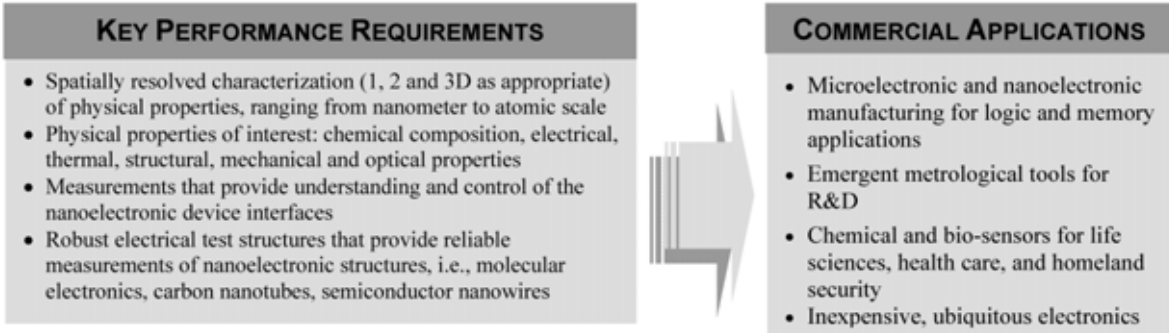 KEY PERFORMANCE REQUIREMENTS
• Spatially resolved characterization (1, 2 and 3D as appropriate)
of physical properties, ranging from nanometer to atomic scale
• Physical properties of interest: chemical composition, electrical,
thermal, structural, mechanical and optical properties
• Measurements that provide understanding and control of the
nanoelectronic device interfaces
• Robust electrical test structures that provide reliable
measurements of nanoelectronic structures, i.e., molecular
electronics, carbon nanotubes, semiconductor nanowires
COMMERCIAL APPLICATIONS
• Microelectronic and nanoelectronic
manufacturing for logic and memory
applications
• Emergent metrological tools for
R&D
• Chemical and bio-sensors for life
sciences, health care, and homeland
security
• Inexpensive, ubiquitous electronics